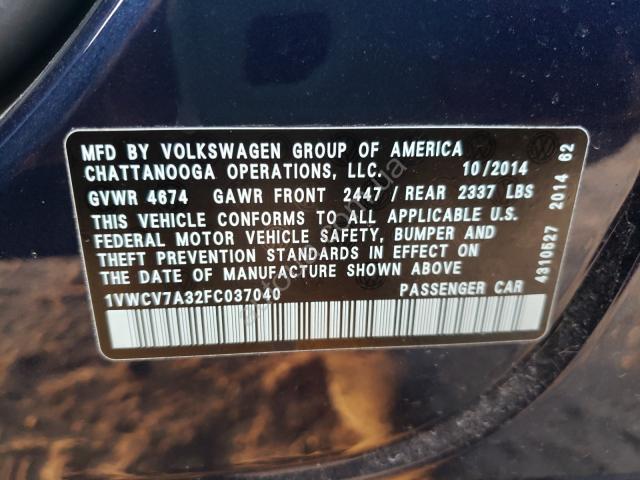 MFD BY VOLKSWAGEN GROUP OF AMERICA
CHATTANOOGA OPERATIONS, LLC. 10/2014
GVWR 4674 GAWR FRONT 2447/REAR 2337 LBS
THIS VEHICLE CONFORMS TO ALL APPLICABLE U.S.
FEDERAL MOTOR VEHICLE SAFETY, BUMPER AND
THEFT PREVENTION STANDARDS IN EFFECT ON
THE DATE OF MANUFACTURE SHOWN ABOVE
1VWCV7A32FC037040 PASSENGER CAR
4310527 2014 62